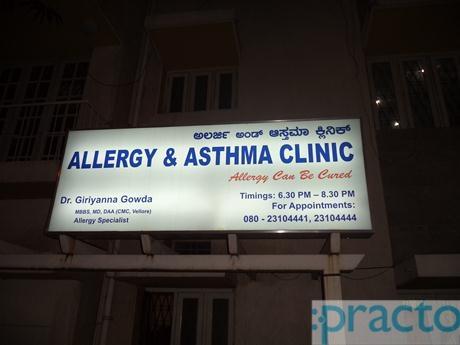 ಅಲರ್ಜಿ ಅಂಡ್ ಆಸ್ತಮಾ ಕ್ಲಿನಿಕ್
ALLERGY & ASTHMA CLINIC
Allergy Can Be Cured
Dr. Giriyanna Gowda
MBBS, MD, DAA (CMC, Vellore)
Allergy Specialist
Timings: 6.30 PM – 8.30 PM
For Appointments:
080 - 23104441, 23104444
:practo